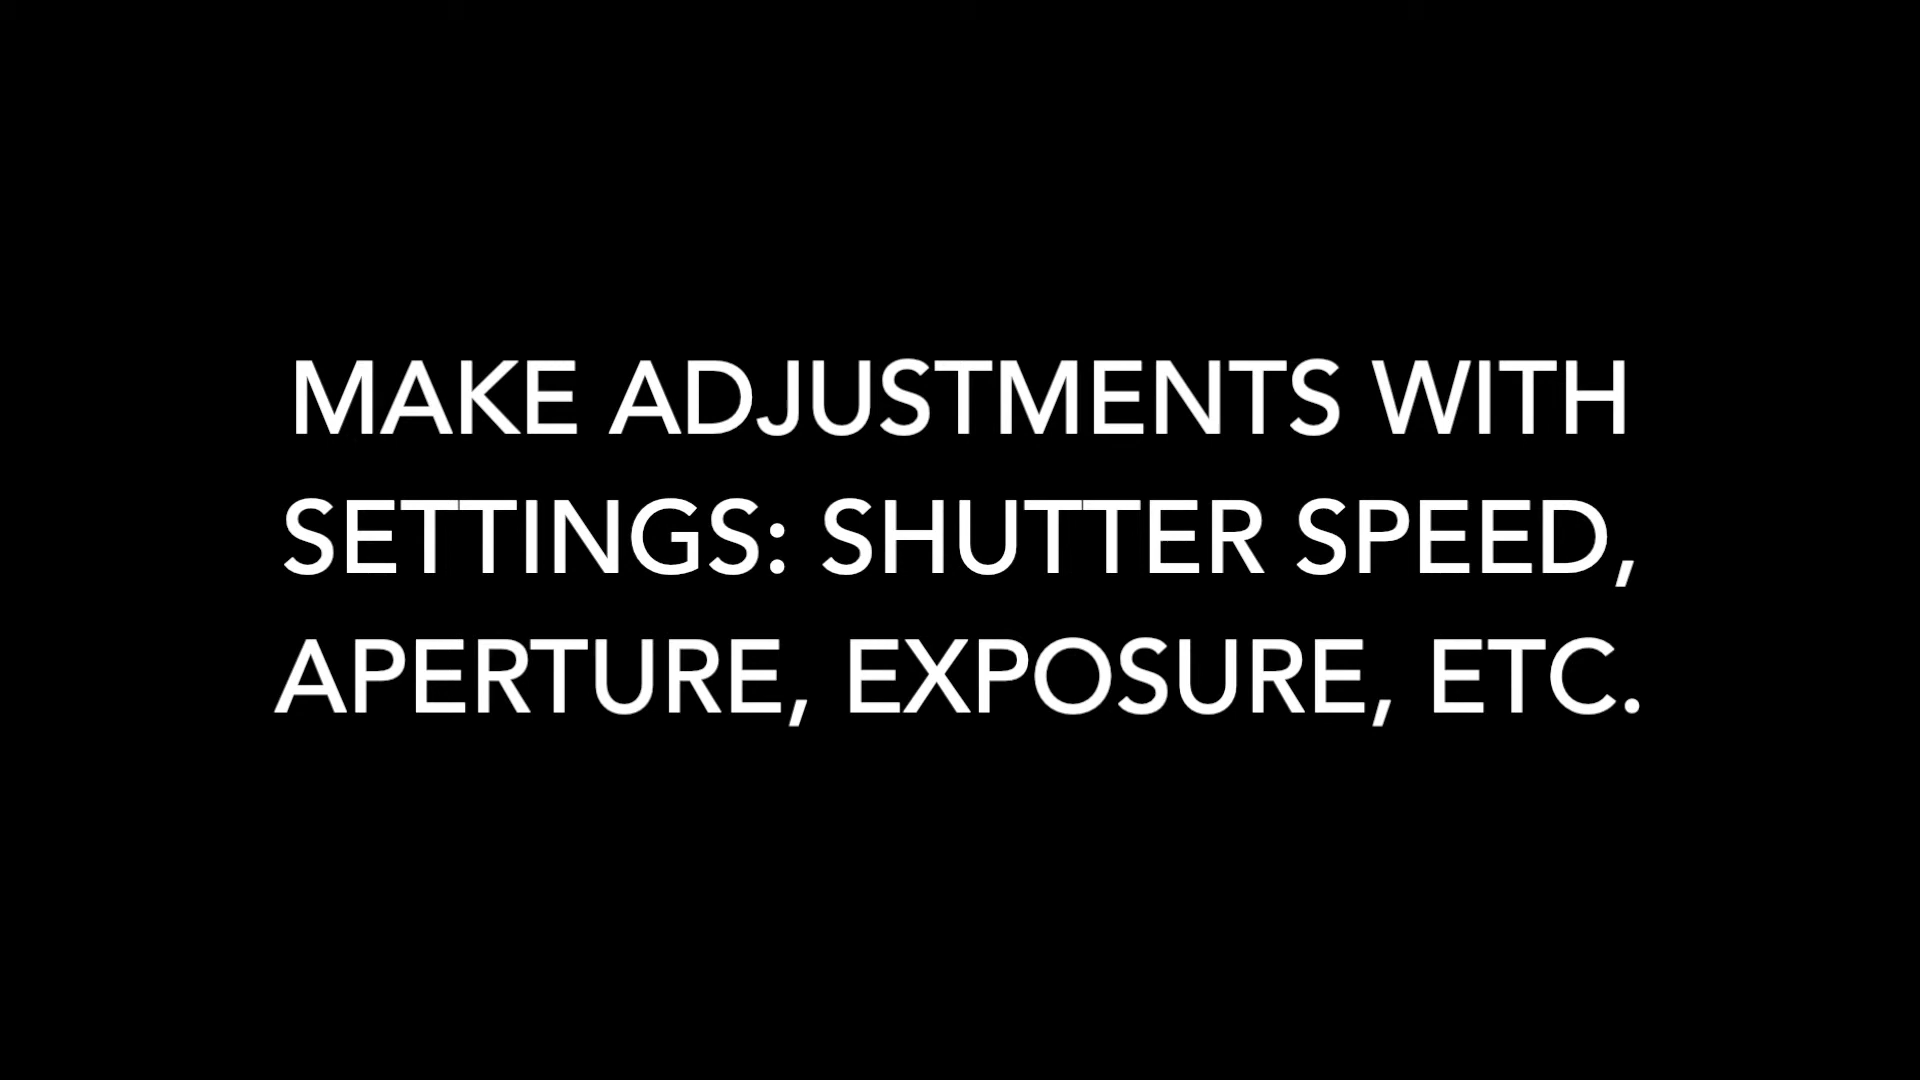 MAKE ADJUSTMENTS WITH
SETTINGS: SHUTTER SPEED,
APERTURE, EXPOSURE, ETC.